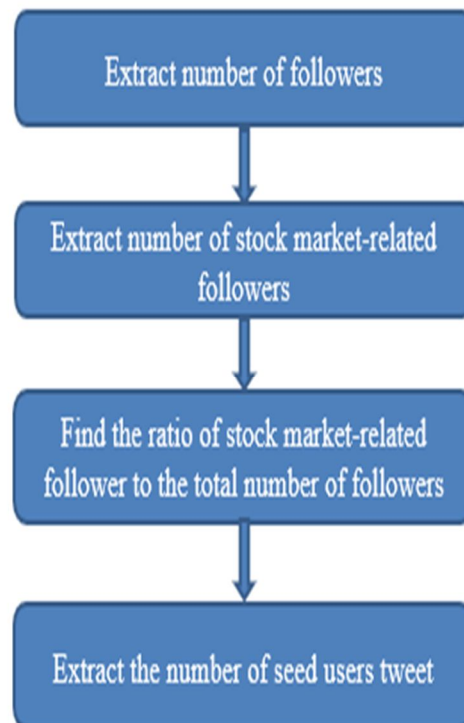 Extract number of followers
Extract number of stock market-related
followers
Find the ratio of stock market-related
follower to the total number of followers
Extract the number of seed users tweet